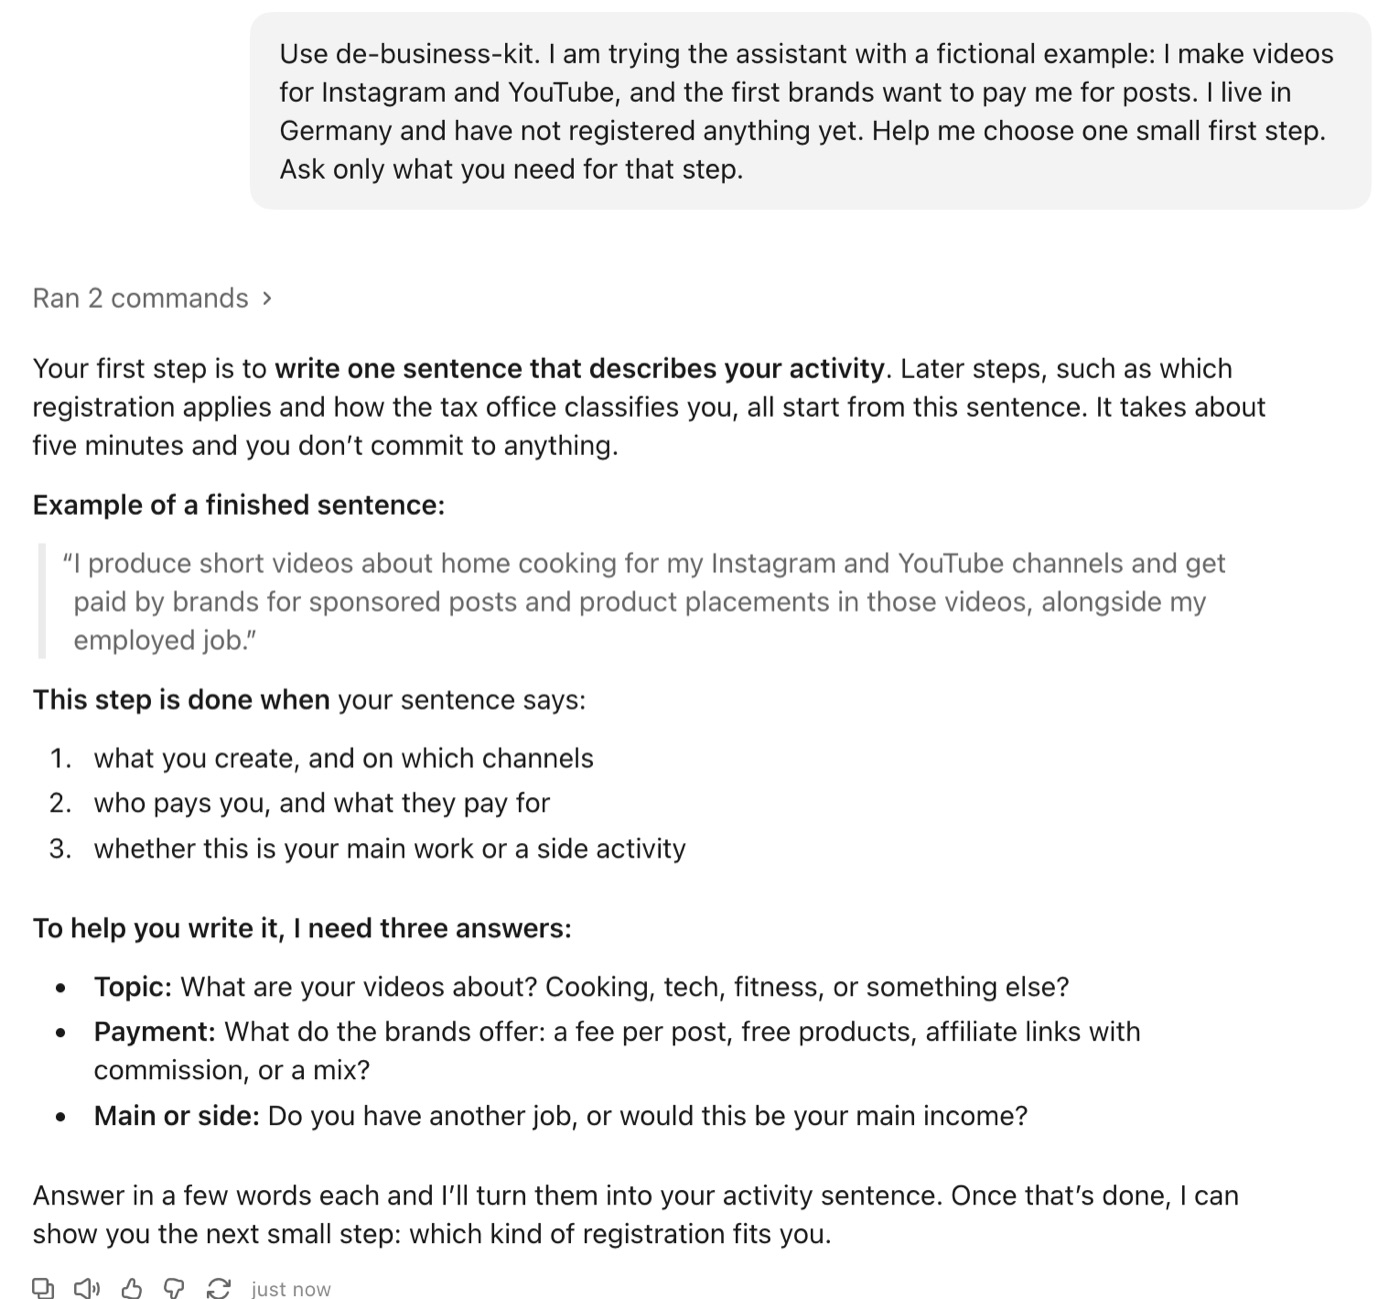 Use de-business-kit. I am trying the assistant with a fictional example: I make videos
for Instagram and YouTube, and the first brands want to pay me for posts. I live in
Germany and have not registered anything yet. Help me choose one small first step.
Ask only what you need for that step.
Ran 2 commands >
Your first step is to write one sentence that describes your activity. Later steps, such as which
registration applies and how the tax office classifies you, all start from this sentence. It takes about
five minutes and you don’t commit to anything.
Example of a finished sentence:
“I produce short videos about home cooking for my Instagram and YouTube channels and get
paid by brands for sponsored posts and product placements in those videos, alongside my
employed job.”
This step is done when your sentence says:
1. what you create, and on which channels
2. who pays you, and what they pay for
3. whether this is your main work or a side activity
To help you write it, I need three answers:
• Topic: What are your videos about? Cooking, tech, fitness, or something else?
• Payment: What do the brands offer: a fee per post, free products, affiliate links with
commission, or a mix?
• Main or side: Do you have another job, or would this be your main income?
Answer in a few words each and I’ll turn them into your activity sentence. Once that’s done, I can
show you the next small step: which kind of registration fits you.
just now